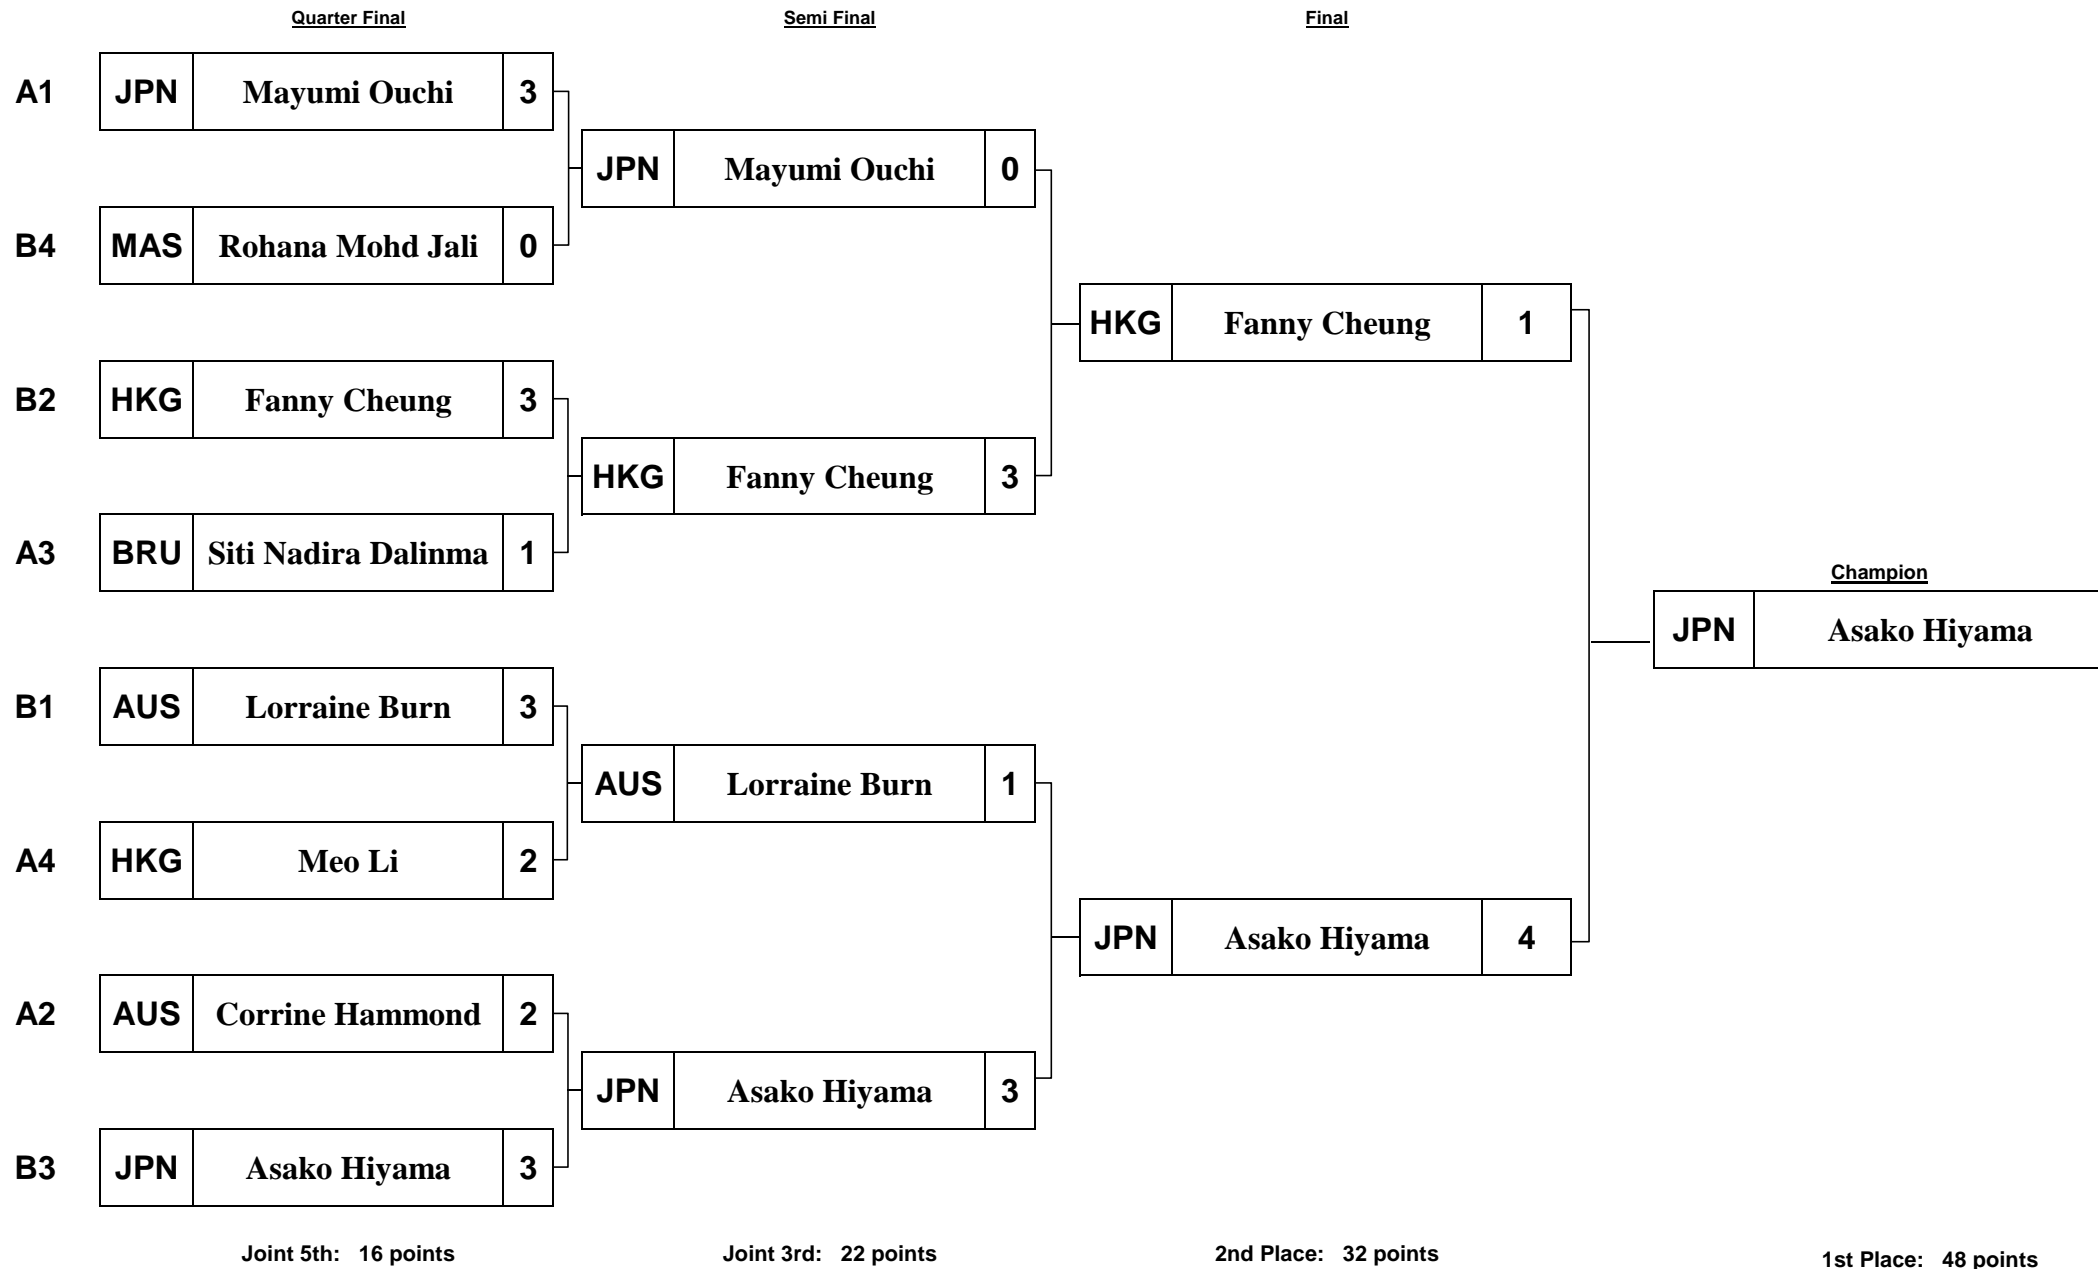 Quarter Final Semi Final Final
A1 JPN Mayumi Ouchi 3
JPN Mayumi Ouchi 0
B4 MAS Rohana Mohd Jali 0
HKG Fanny Cheung 1
B2 HKG Fanny Cheung 3
HKG Fanny Cheung 3
A3 BRU Siti Nadira Dalinma 1
Champion
JPN Asako Hiyama
B1 AUS Lorraine Burn 3
AUS Lorraine Burn 1
A4 HKG Meo Li 2
JPN Asako Hiyama 4
A2 AUS Corrine Hammond 2
JPN Asako Hiyama 3
B3 JPN Asako Hiyama 3
Joint 5th: 16 points Joint 3rd: 22 points 2nd Place: 32 points 1st Place: 48 points